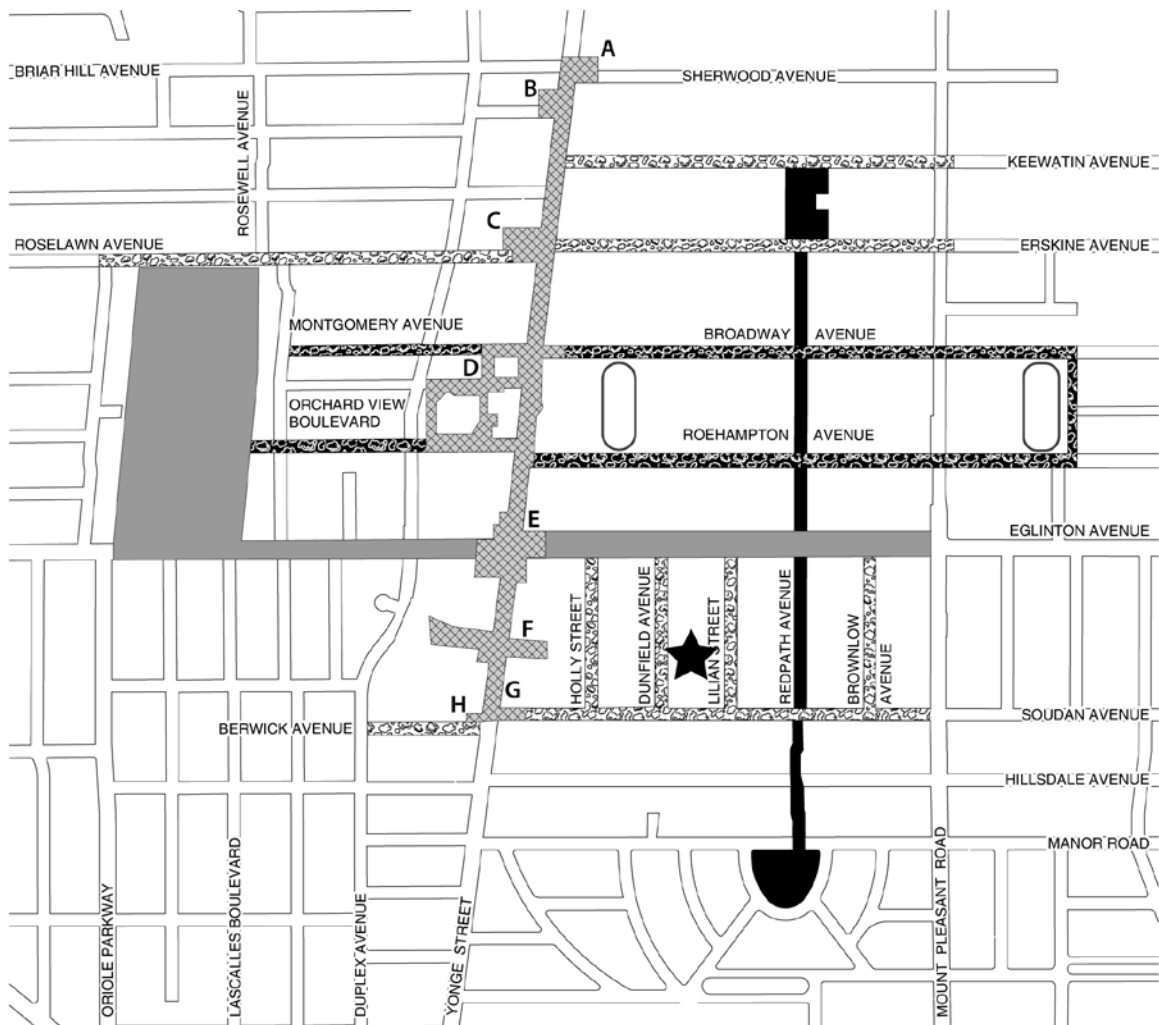 A
BRIAR HILL AVENUE
SHERWOOD AVENUE
B
ROSEWELL AVENUE
KEEWATIN AVENUE
C
ROSELAWN AVENUE
ERSKINE AVENUE
MONTGOMERY AVENUE
BROADWAY AVENUE
D
ORCHARD VIEW
BOULEVARD
ROEHAMPTON AVENUE
E
EGLINTON AVENUE
F
HOLLY STREET
DUNFIELD AVENUE
LILIAN STREET
REDPATH AVENUE
BROWNLOW
AVENUE
G
H
BERWICK AVENUE
SOUDAN AVENUE
HILLSDALE AVENUE
MANOR ROAD
ORIOLE PARKWAY
LASCALLES BOULEVARD
DUPLEX AVENUE
YONGE STREET
MOUNT PLEASANT ROAD